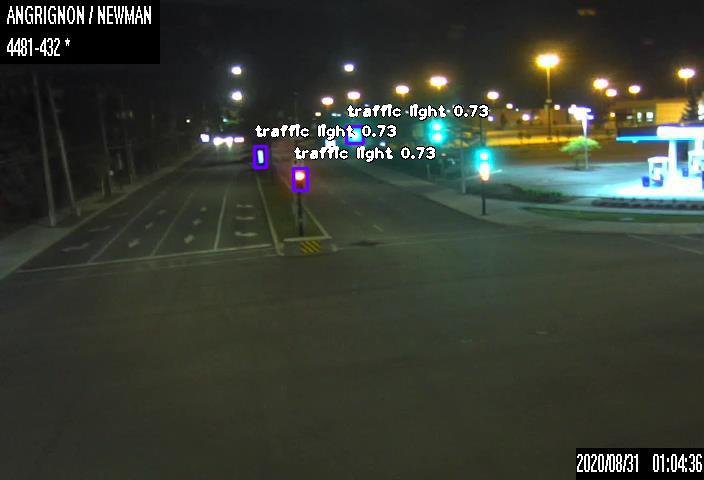 ANGRIGNON / NEWMAN
4481-432 *
traffic light 0.73
traffic light 0.73
traffic light 0.73
2020/08/31 01:04:36